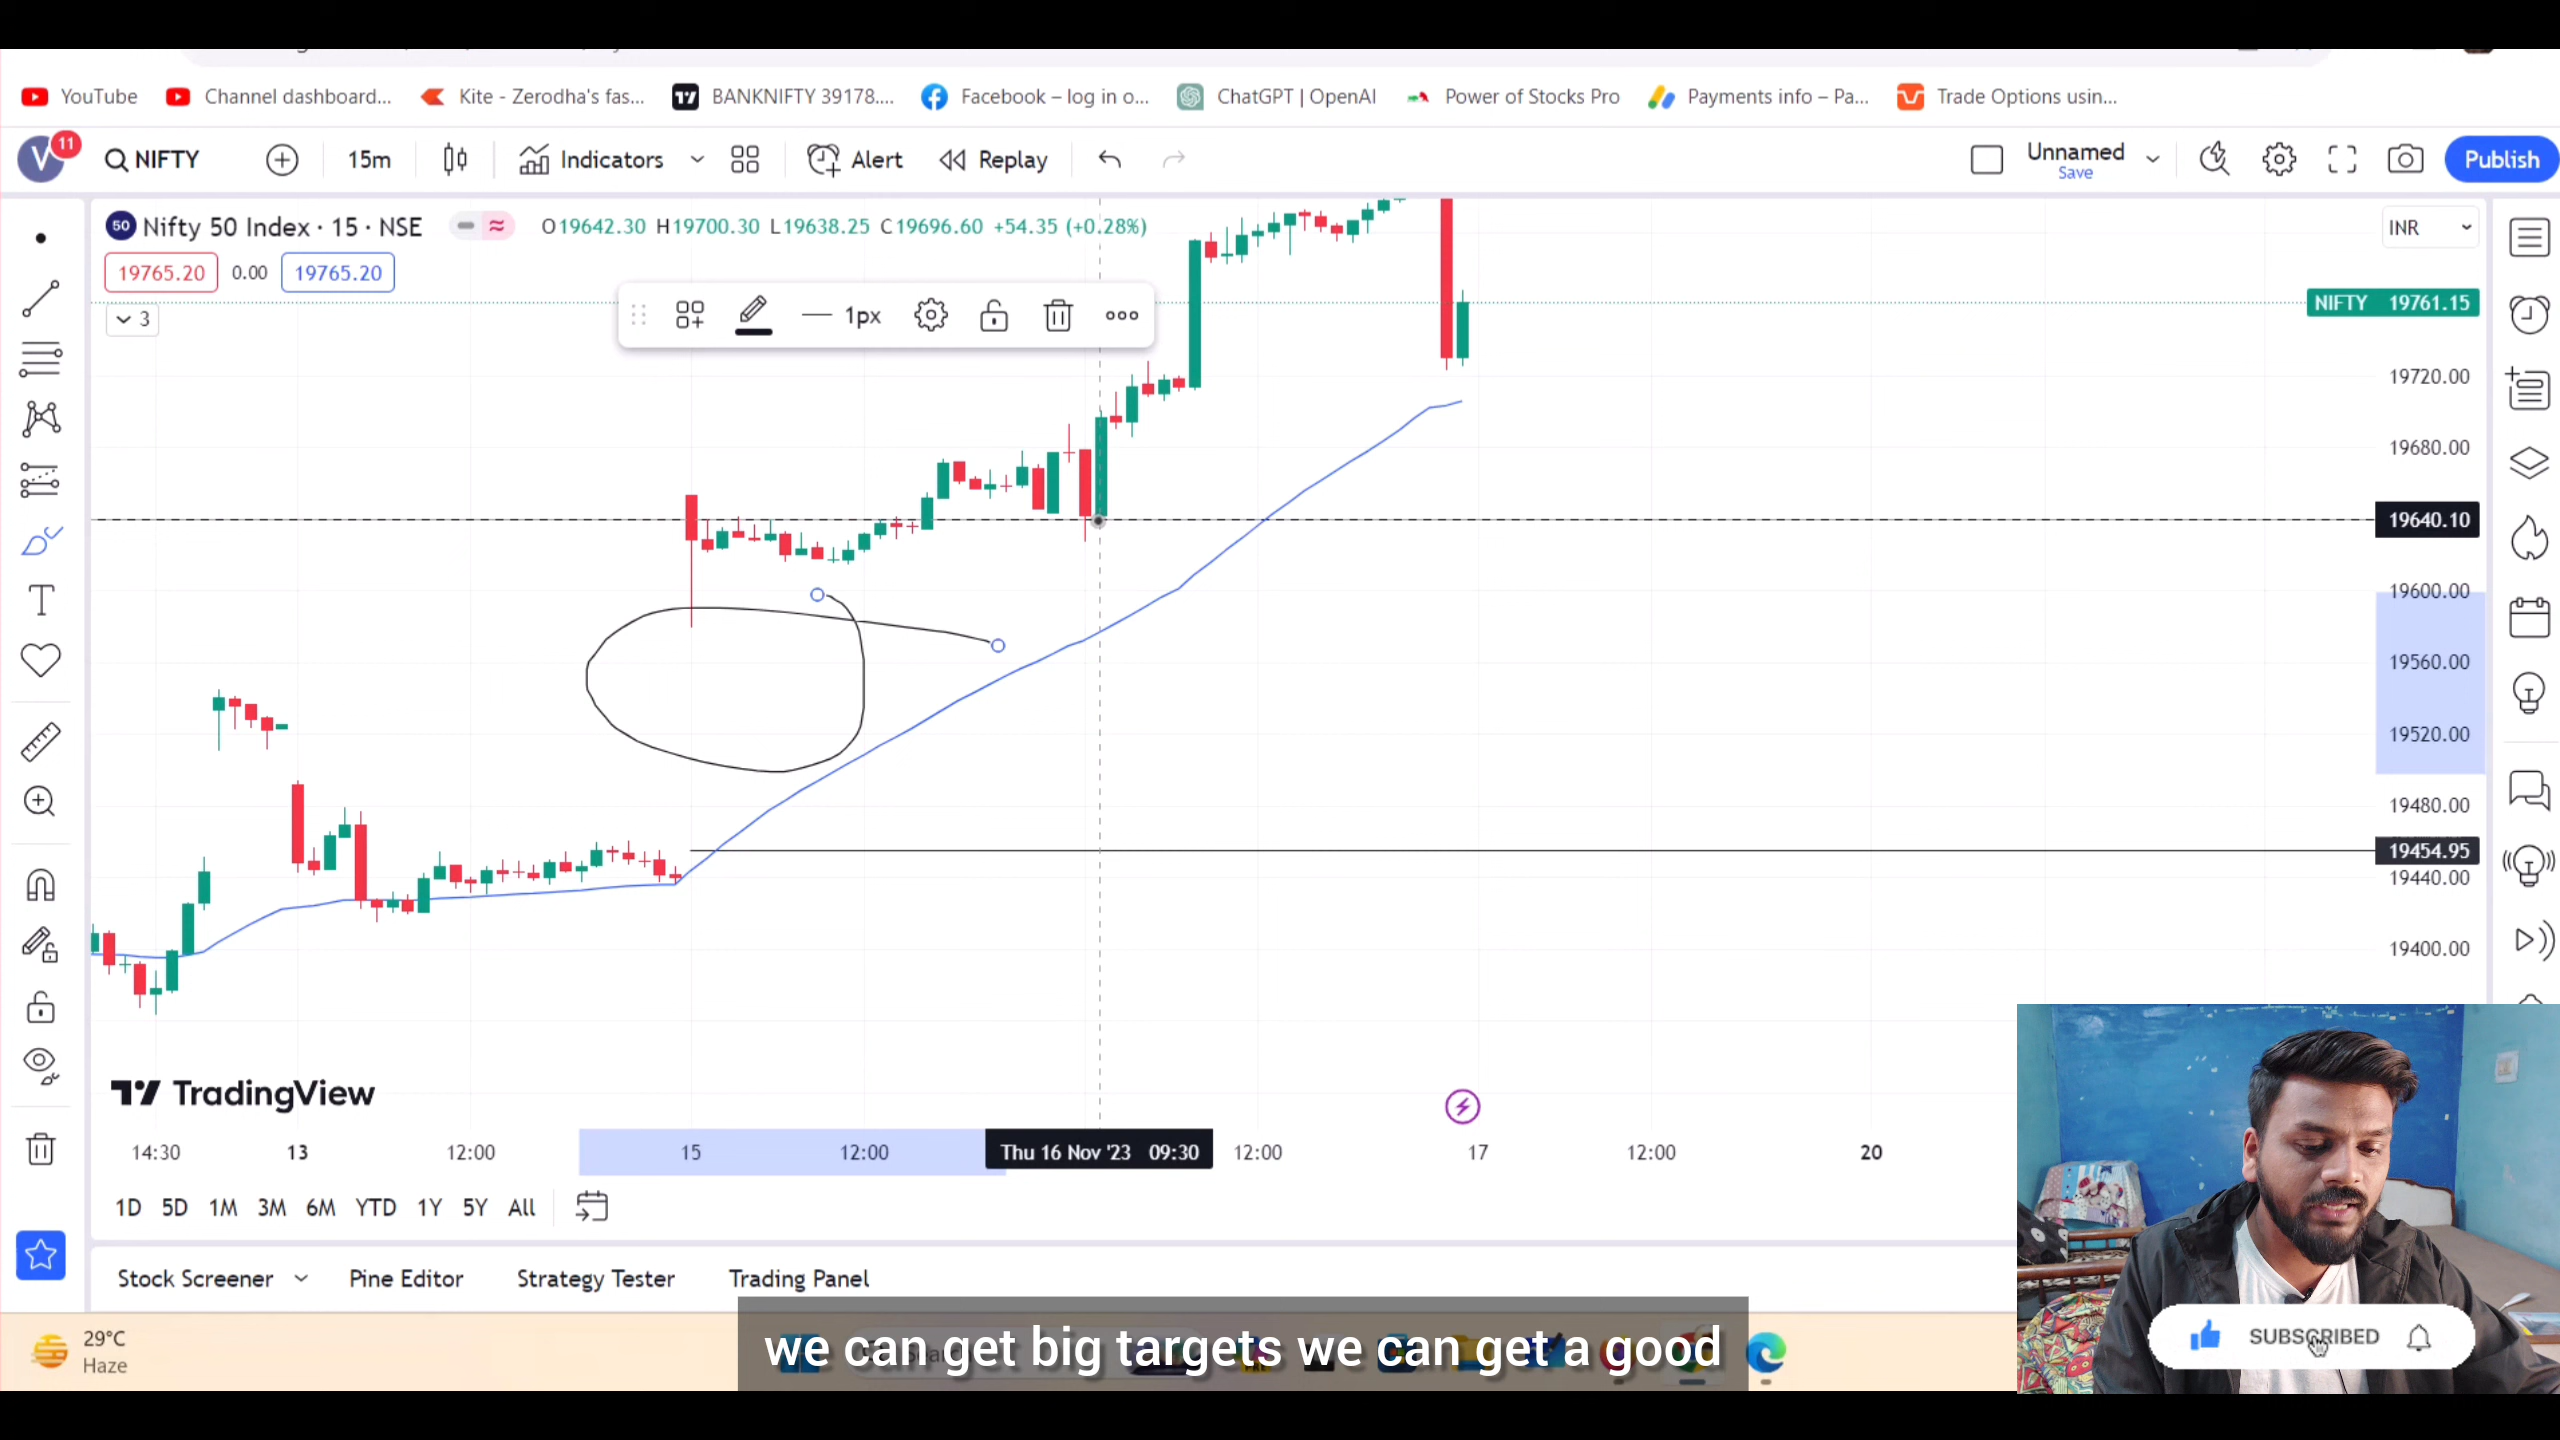 YouTube Channel dashboard... Kite - Zerodha's fas... BANKNIFTY 39178.... Facebook – log in o... ChatGPT | OpenAI Power of Stocks Pro Payments info – Pa... Trade Options usin...
V 11 NIFTY 15m Indicators Alert Replay Unnamed Save Publish
50 Nifty 50 Index · 15 · NSE O19642.30 H19700.30 L19638.25 C19696.60 +54.35 (+0.28%) INR
19765.20 0.00 19765.20
3
1px
NIFTY 19761.15
19720.00
19680.00
19640.10
19600.00
19560.00
19520.00
19480.00
19454.95
19440.00
19400.00
TradingView
14:30 13 12:00 15 12:00 Thu 16 Nov '23 09:30 12:00 17 12:00 20
1D 5D 1M 3M 6M YTD 1Y 5Y All
Stock Screener Pine Editor Strategy Tester Trading Panel
29°C
Haze
we can get big targets we can get a good
SUBSCRIBED